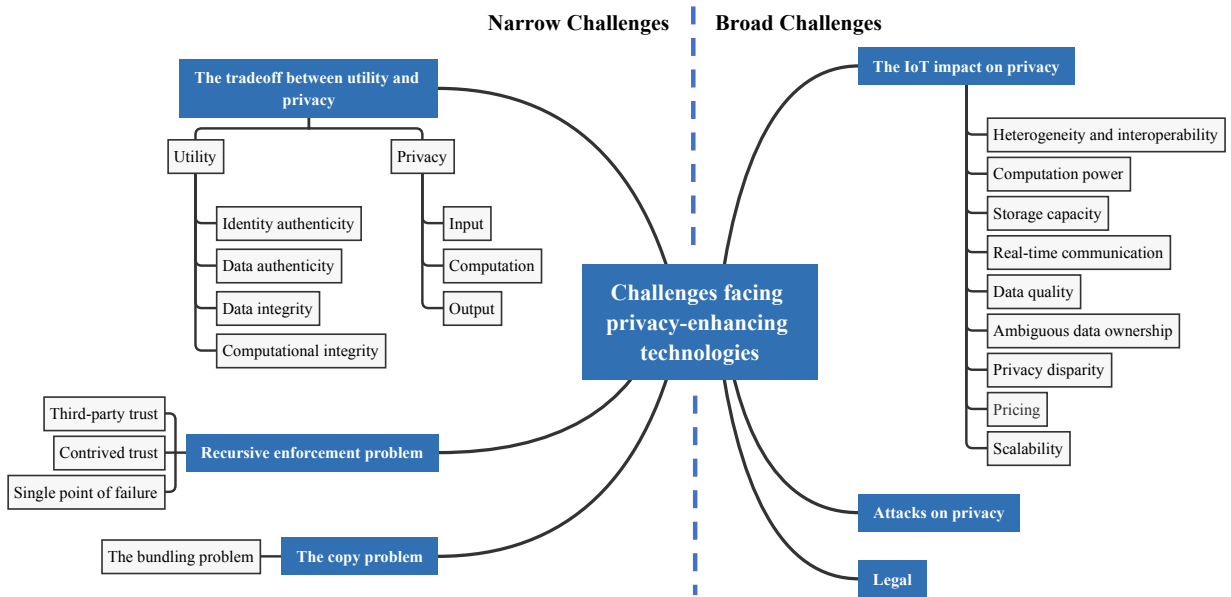 Narrow Challenges
Broad Challenges
The tradeoff between utility and
privacy
Utility
Identity authenticity
Data authenticity
Data integrity
Computational integrity
Privacy
Input
Computation
Output
Recursive enforcement problem
Third-party trust
Contrived trust
Single point of failure
The copy problem
The bundling problem
Challenges facing
privacy-enhancing
technologies
The IoT impact on privacy
Heterogeneity and interoperability
Computation power
Storage capacity
Real-time communication
Data quality
Ambiguous data ownership
Privacy disparity
Pricing
Scalability
Attacks on privacy
Legal